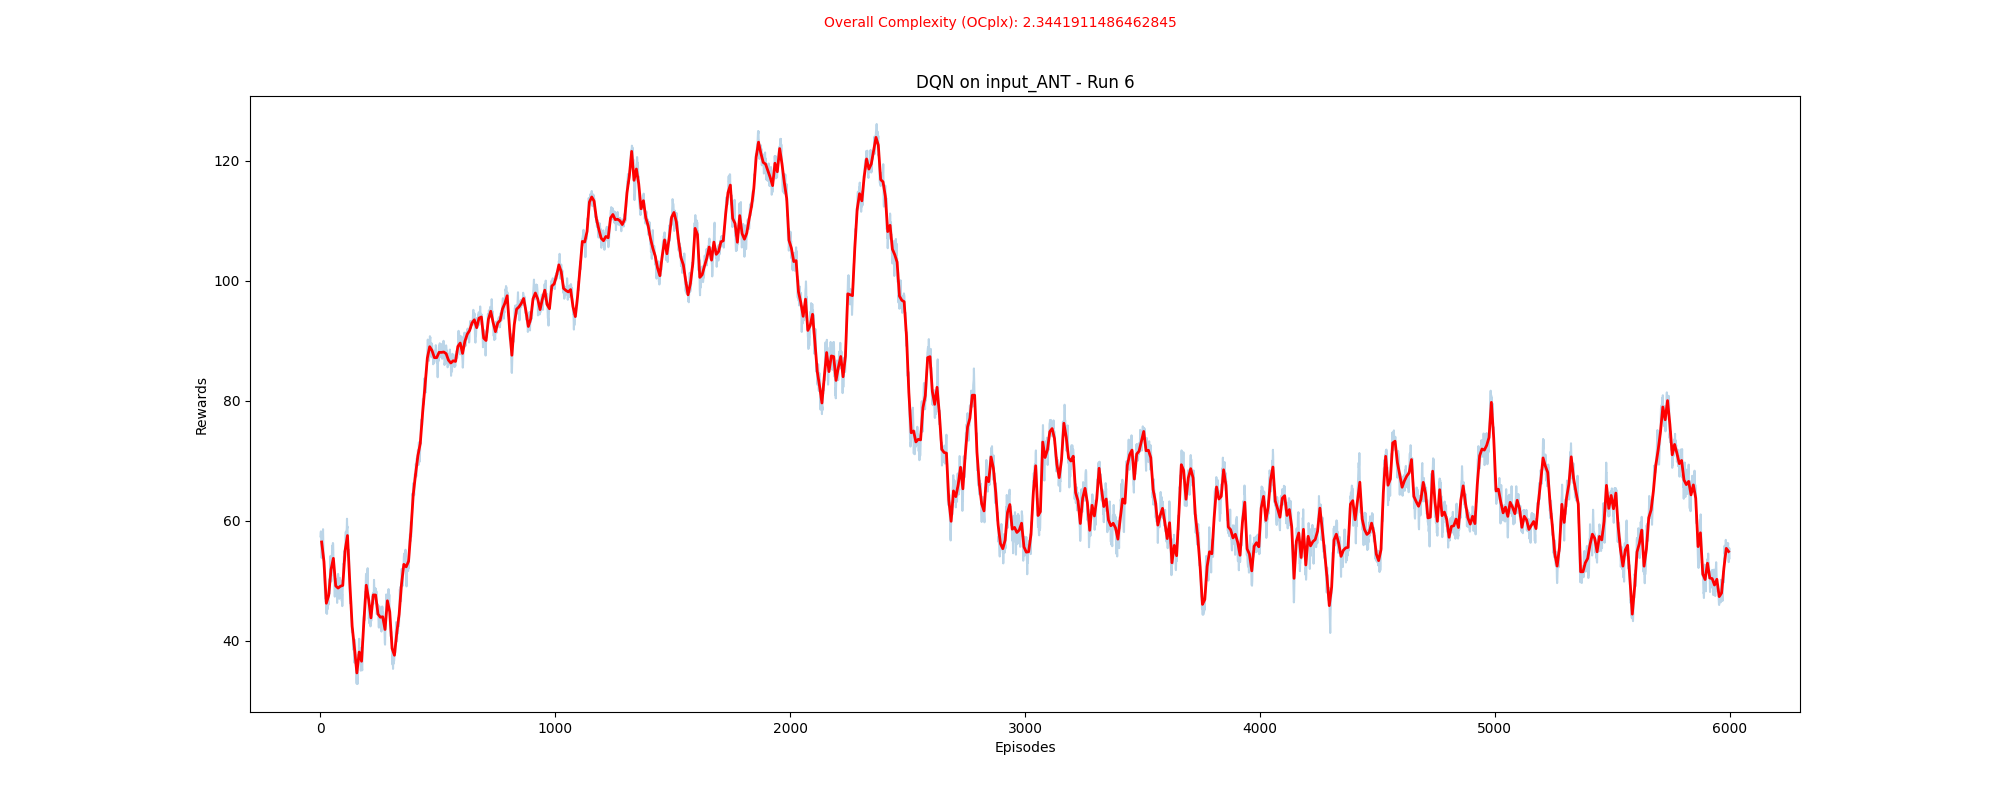 Overall Complexity (OCplx): 2.3441911486462845
DQN on input_ANT - Run 6
120
100
80
60
40
Rewards
0 1000 2000 3000 4000 5000 6000
Episodes